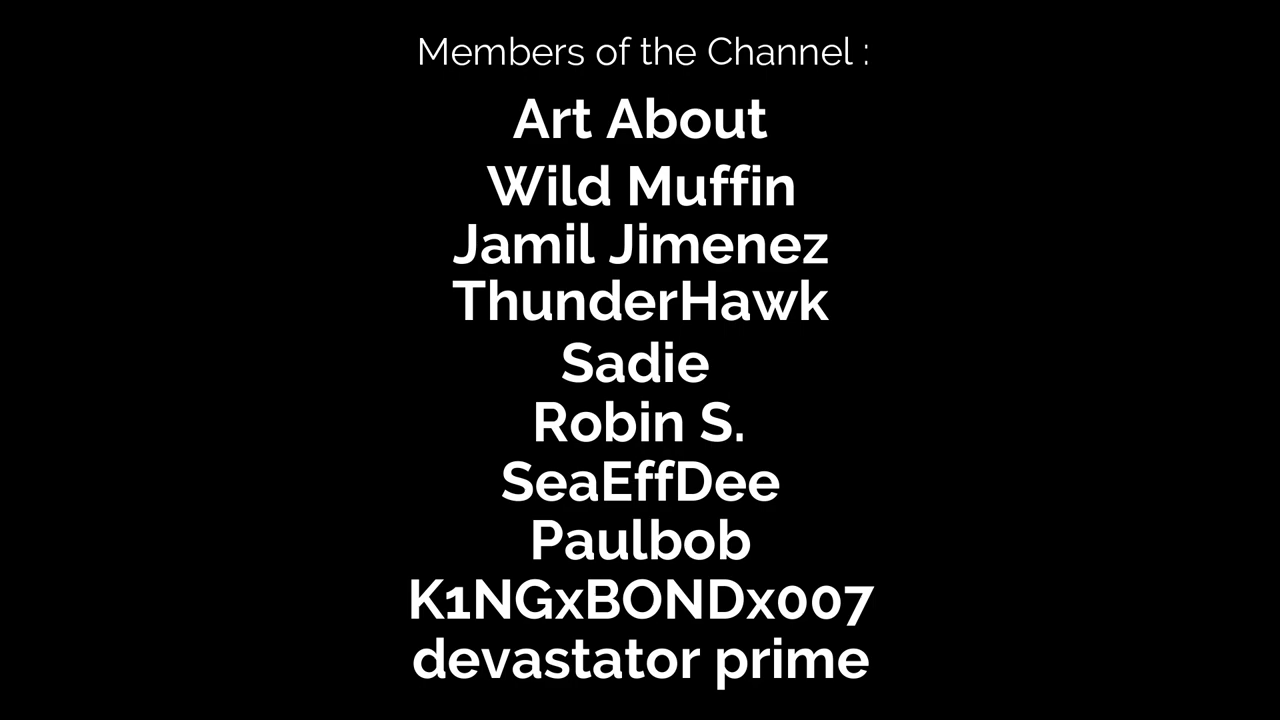 Members of the Channel :
Art About
Wild Muffin
Jamil Jimenez
ThunderHawk
Sadie
Robin S.
SeaEffDee
Paulbob
K1NGxBONDx007
devastator prime